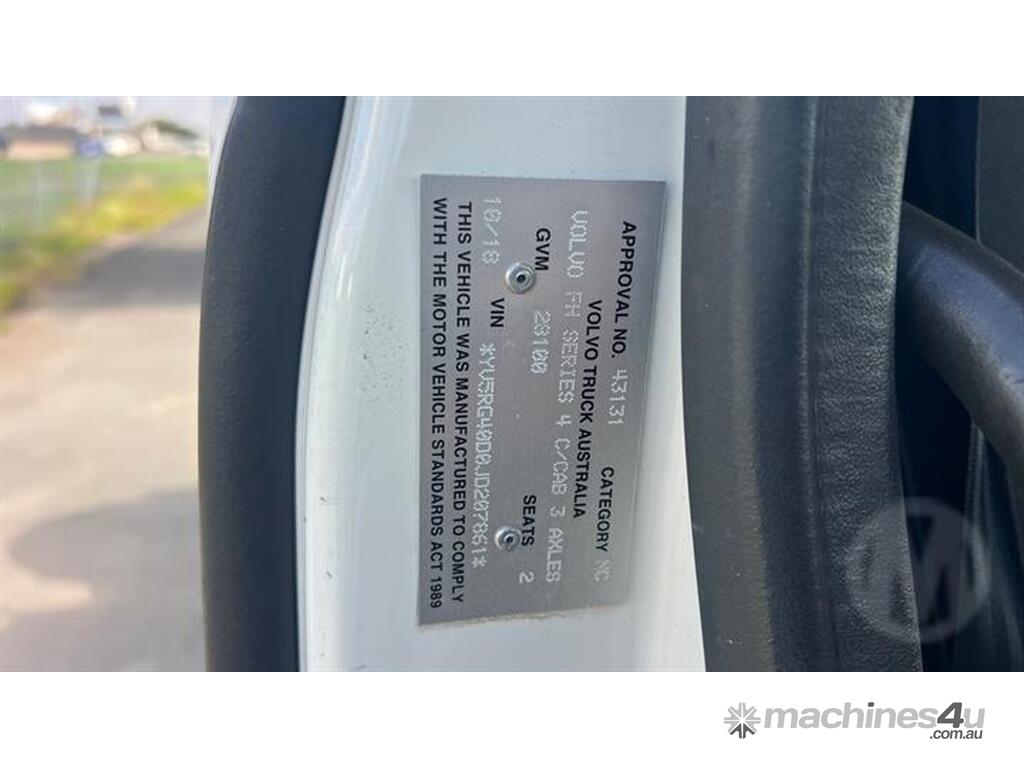 APPROVAL NO. 43131 CATEGORY NC
VOLVO TRUCK AUSTRALIA
VOLVO FH SERIES 4 C/CAB 3 AXLES
GVM 28100 SEATS 2
10/18 VIN *YV5RG40D0JD207861*
THIS VEHICLE WAS MANUFACTURED TO COMPLY
WITH THE MOTOR VEHICLE STANDARDS ACT 1989
M
machines4u
.com.au